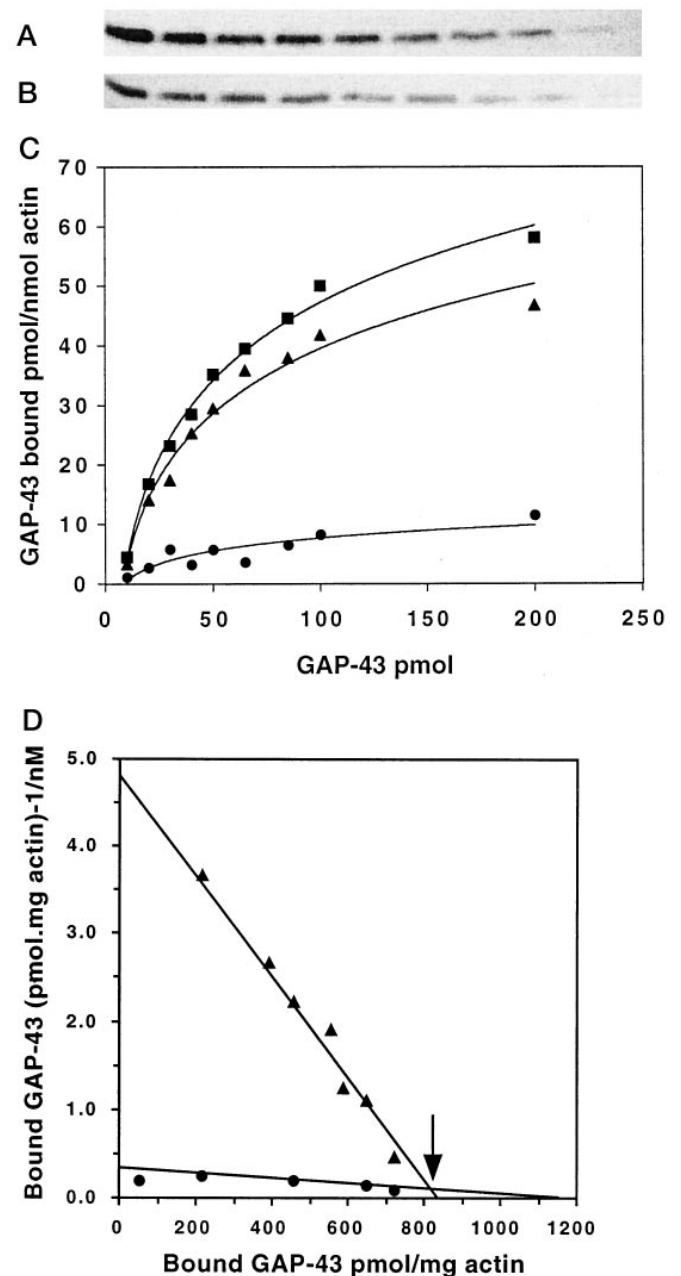 A
B
C
70
60
50
40
30
20
10
0
GAP-43 bound pmol/nmol actin
0 50 100 150 200 250
GAP-43 pmol
D
5.0
4.0
3.0
2.0
1.0
0.0
Bound GAP-43 (pmol.mg actin)-1/nM
0 200 400 600 800 1000 1200
Bound GAP-43 pmol/mg actin